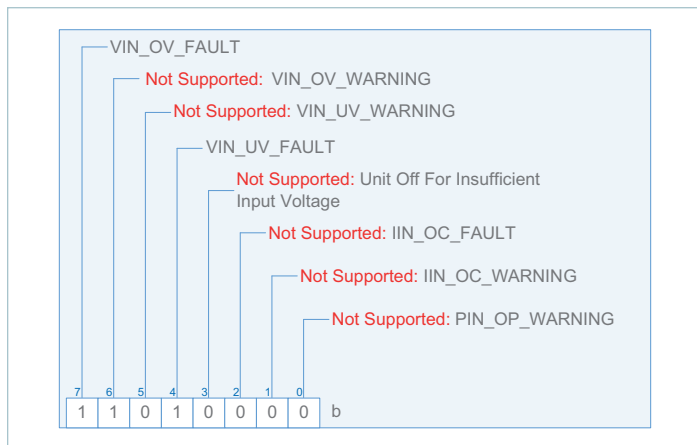 VIN_OV_FAULT
Not Supported: VIN_OV_WARNING
Not Supported: VIN_UV_WARNING
VIN_UV_FAULT
Not Supported: Unit Off For Insufficient
Input Voltage
Not Supported: IIN_OC_FAULT
Not Supported: IIN_OC_WARNING
Not Supported: PIN_OP_WARNING
7 6 5 4 3 2 1 0
1 1 0 1 0 0 0 0 b